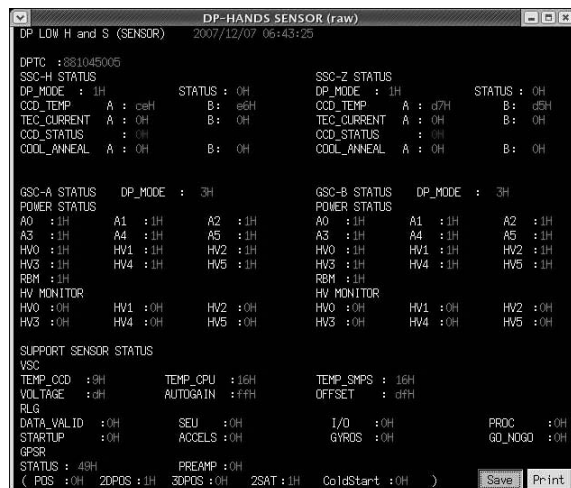 DP-HANDS SENSOR (raw)
DP LOW H and S (SENSOR) 2007/12/07 06:43:25
DPTC :881045005
SSC-H STATUS SSC-Z STATUS
DP_MODE : 1H STATUS : 0H DP_MODE : 1H STATUS : 0H
CCD_TEMP A : ceH B: e6H CCD_TEMP A : d7H B: d5H
TEC_CURRENT A : 0H B: 0H TEC_CURRENT A : 0H B: 0H
CCD_STATUS : 0H CCD_STATUS : 0H
COOL_ANNEAL A : 0H B: 0H COOL_ANNEAL A : 0H B: 0H
GSC-A STATUS DP_MODE : 3H GSC-B STATUS DP_MODE : 3H
POWER STATUS POWER STATUS
A0 :1H A1 :1H A2 :1H A0 :1H A1 :1H A2 :1H
A3 :1H A4 :1H A5 :1H A3 :1H A4 :1H A5 :1H
HV0 :1H HV1 :1H HV2 :1H HV0 :1H HV1 :1H HV2 :1H
HV3 :1H HV4 :1H HV5 :1H HV3 :1H HV4 :1H HV5 :1H
RBM :1H RBM :1H
HV MONITOR HV MONITOR
HV0 :0H HV1 :0H HV2 :0H HV0 :0H HV1 :0H HV2 :0H
HV3 :0H HV4 :0H HV5 :0H HV3 :0H HV4 :0H HV5 :0H
SUPPORT SENSOR STATUS
VSC
TEMP_CCD :9H TEMP_CPU :16H TEMP_SMPS : 16H
VOLTAGE :dH AUTOGAIN :ffH OFFSET : dfH
RLG
DATA_VALID :0H SEU :0H I/O :0H PROC :0H
STARTUP :0H ACCELS :0H GYROS :0H GO_NOGO :0H
GPSR
STATUS : 49H PREAMP :0H
( POS :0H 2DPOS :1H 3DPOS :0H 2SAT :1H ColdStart :0H ) Save Print